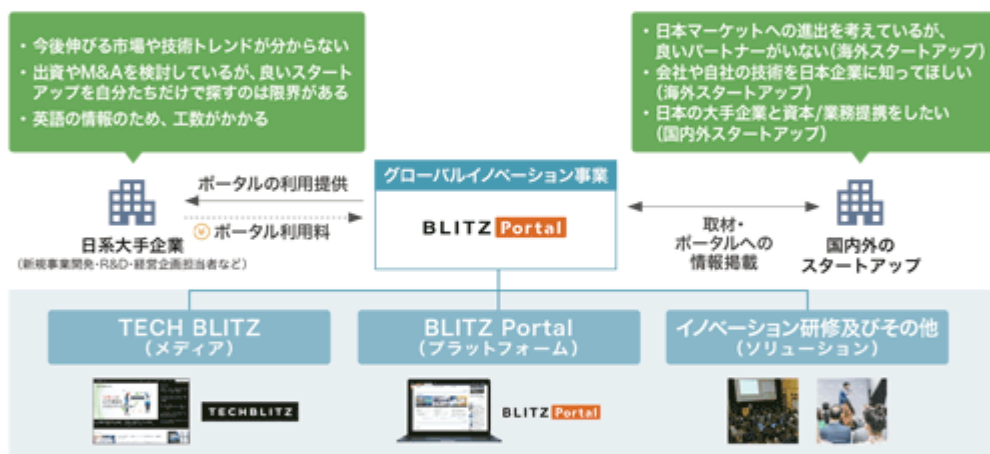 ・今後伸びる市場や技術トレンドが分からない
・出資やM&Aを検討しているが、良いスタート
アップを自分たちだけで探すのは限界がある
・英語の情報のため、工数がかかる
・日本マーケットへの進出を考えているが、
良いパートナーがいない(海外スタートアップ)
・会社や自社の技術を日本企業に知ってほしい
(海外スタートアップ)
・日本の大手企業と資本/業務提携をしたい
(国内外スタートアップ)
日系大手企業
(新規事業開発・R&D・経営企画担当者など)
ポータルの利用提供
¥ ポータル利用料
グローバルイノベーション事業
BLITZ Portal
取材・
ポータルへの
情報掲載
国内外の
スタートアップ
TECH BLITZ
(メディア)
TECHBLITZ
BLITZ Portal
(プラットフォーム)
BLITZ Portal
イノベーション研修及びその他
(ソリューション)